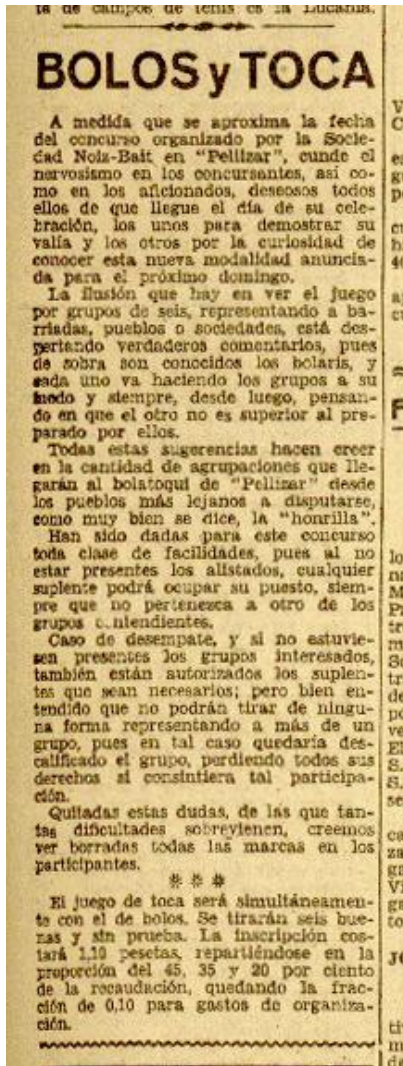 ta de campos de tenis es la Lucania.
BOLOS y TOCA
A medida que se aproxima la fecha
del concurso organizado por la Socie-
dad Noiz-Bait en "Pellizar", cunde el
nervosismo en los concursantes, así co-
mo en los aficionados, deseosos todos
ellos de que llegue el día de su cele-
bración, los unos para demostrar su
valía y los otros por la curiosidad de
conocer esta nueva modalidad anuncia-
da para el próximo domingo.
La ilusión que hay en ver el juego
por grupos de seis, representando a ba-
rriadas, pueblos o sociedades, está des-
pertando verdaderos comentarios, pues
de sobra son conocidos los bolaris, y
cada uno va haciendo los grupos a su
modo y siempre, desde luego, pensan-
do en que el otro no es superior al pre-
parado por ellos.
Todas estas sugerencias hacen creer
en la cantidad de agrupaciones que lle-
garán al bolatoqui de "Pellizar" desde
los pueblos más lejanos a disputarse,
como muy bien se dice, la "honrilla".
Han sido dadas para este concurso
toda clase de facilidades, pues al no
estar presentes los alistados, cualquier
suplente podrá ocupar su puesto, siem-
pre que no pertenezca a otro de los
grupos contendientes.
Caso de desempate, y si no estuvie-
sen presentes los grupos interesados,
también están autorizados los suplen-
tes que sean necesarios; pero bien en-
tendido que no podrán tirar de ningu-
na forma representando a más de un
grupo, pues en tal caso quedaría des-
calificado el grupo, perdiendo todos sus
derechos si consintiera tal participa-
ción.
Quitadas estas dudas, de las que tan-
tas dificultades sobrevienen, creemos
ver borradas todas las marcas en los
participantes.
* * *
El juego de toca será simultáneamen-
te con el de bolos. Se tirarán seis bue-
nas y sin prueba. La inscripción cos-
tará 1,10 pesetas, repartiéndose en la
proporción del 45, 35 y 20 por ciento
de la recaudación, quedando la frac-
ción de 0,10 para gastos de organiza-
ción.